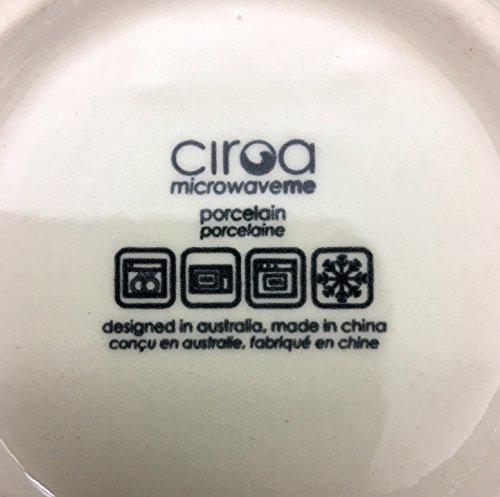 ciroa
microwaveme
porcelain
porcelaine
designed in australia, made in china
conçu en australie, fabriqué en chine